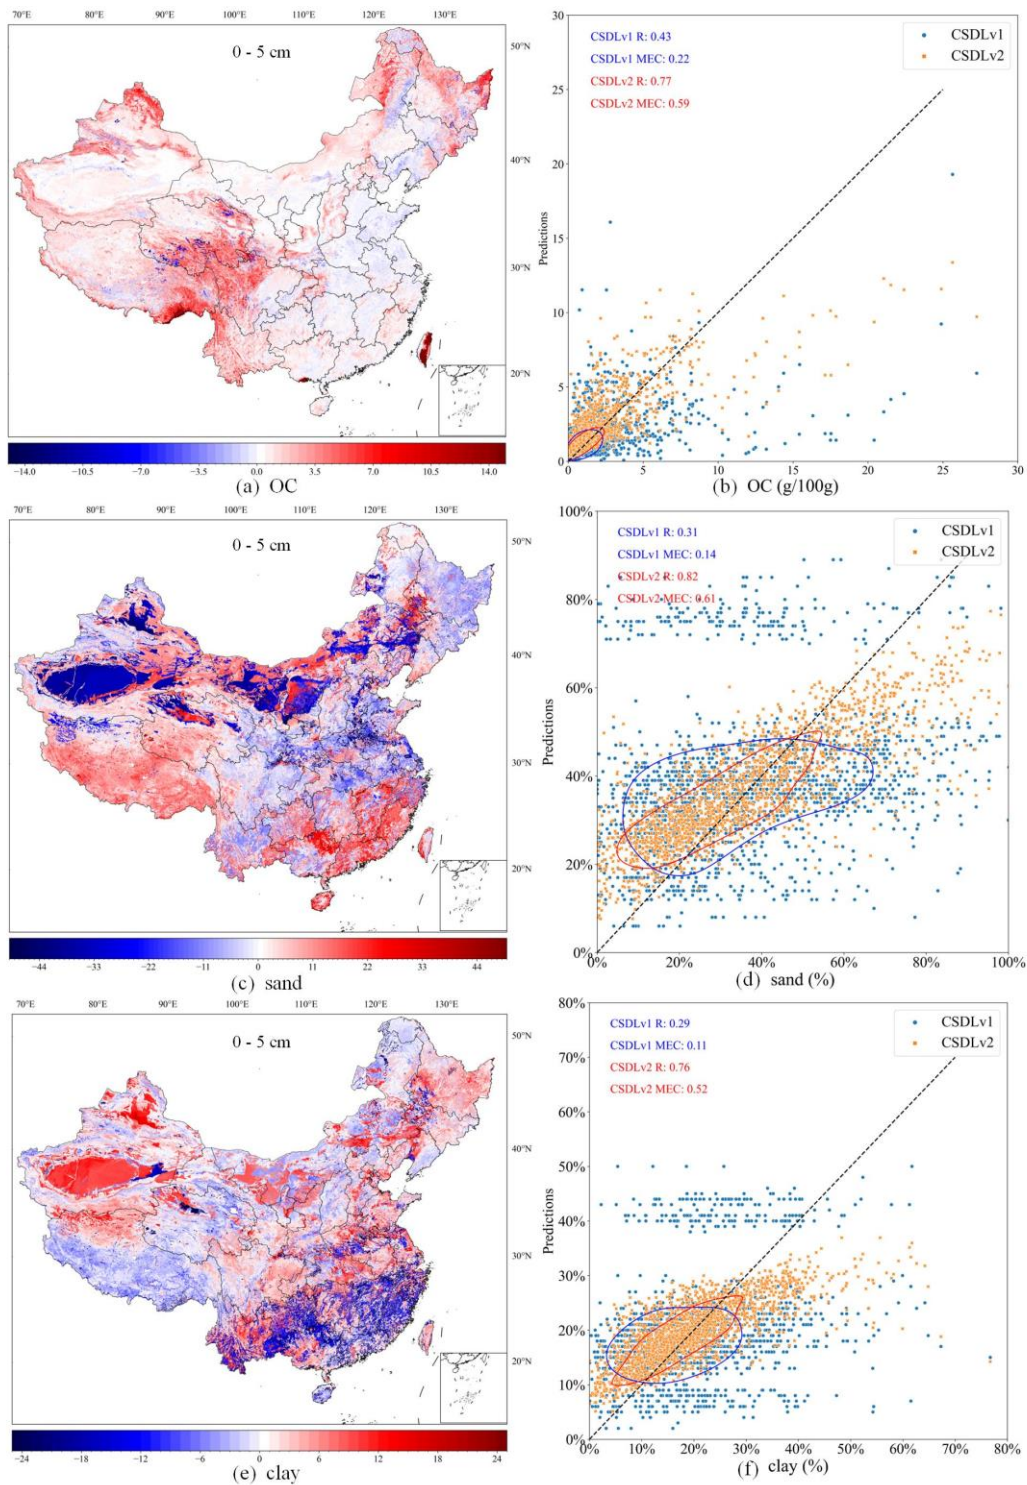 70°E 80°E 90°E 100°E 110°E 120°E 130°E
0 - 5 cm
50°N
40°N
30°N
20°N
−14.0 −10.5 −7.0 −3.5 0.0 3.5 7.0 10.5 14.0
(a) OC
CSDLv1 R: 0.43
CSDLv1 MEC: 0.22
CSDLv2 R: 0.77
CSDLv2 MEC: 0.59
CSDLv1
CSDLv2
30
25
20
15
10
5
0
Predictions
0 5 10 15 20 25 30
(b) OC (g/100g)
70°E 80°E 90°E 100°E 110°E 120°E 130°E
0 - 5 cm
50°N
40°N
30°N
20°N
−44 −33 −22 −11 0 11 22 33 44
(c) sand
CSDLv1 R: 0.31
CSDLv1 MEC: 0.14
CSDLv2 R: 0.82
CSDLv2 MEC: 0.61
CSDLv1
CSDLv2
100%
80%
60%
40%
20%
0%
Predictions
0% 20% 40% 60% 80% 100%
(d) sand (%)
70°E 80°E 90°E 100°E 110°E 120°E 130°E
0 - 5 cm
50°N
40°N
30°N
20°N
−24 −18 −12 −6 0 6 12 18 24
(e) clay
CSDLv1 R: 0.29
CSDLv1 MEC: 0.11
CSDLv2 R: 0.76
CSDLv2 MEC: 0.52
CSDLv1
CSDLv2
80%
70%
60%
50%
40%
30%
20%
10%
0%
Predictions
0% 10% 20% 30% 40% 50% 60% 70% 80%
(f) clay (%)